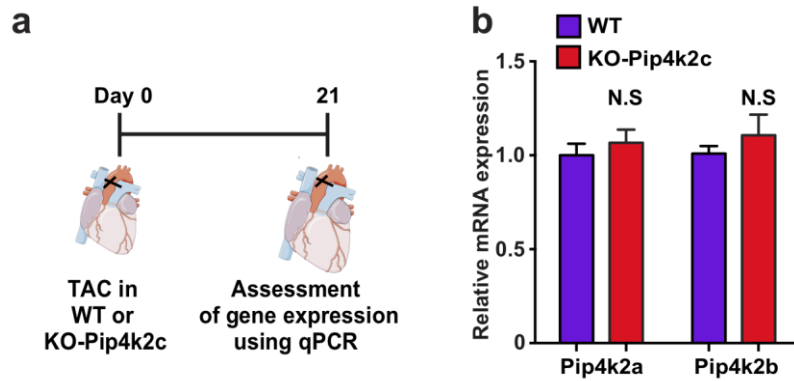 a
Day 0
21
TAC in
WT or
KO-Pip4k2c
Assessment
of gene expression
using qPCR
b
WT
KO-Pip4k2c
Relative mRNA expression
1.5
1.0
0.5
0
N.S
N.S
Pip4k2a
Pip4k2b